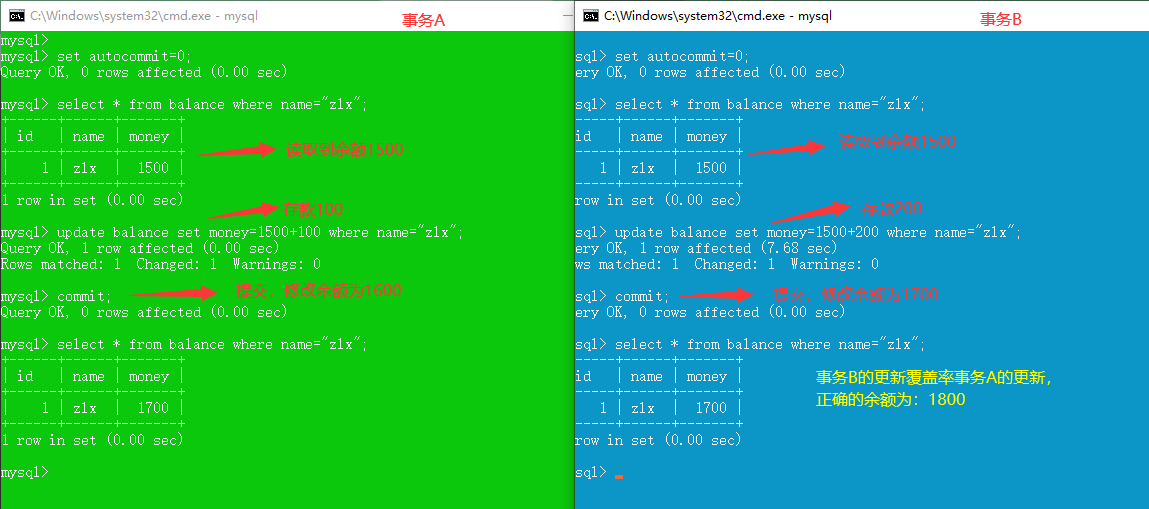 C:\Windows\system32\cmd.exe - mysql
事务A
mysql>
mysql> set autocommit=0;
Query OK, 0 rows affected (0.00 sec)
mysql> select * from balance where name="zlx";
+------+------+-------+
| id   | name | money |
+------+------+-------+
|    1 | zlx  |  1500 |
+------+------+-------+
读取到余额1500
1 row in set (0.00 sec)
存款100
mysql> update balance set money=1500+100 where name="zlx";
Query OK, 1 row affected (0.00 sec)
Rows matched: 1  Changed: 1  Warnings: 0
mysql> commit;
提交，修改余额为1600
Query OK, 0 rows affected (0.00 sec)
mysql> select * from balance where name="zlx";
+------+------+-------+
| id   | name | money |
+------+------+-------+
|    1 | zlx  |  1700 |
+------+------+-------+
1 row in set (0.00 sec)
mysql>
C:\Windows\system32\cmd.exe - mysql
事务B
sql> set autocommit=0;
ery OK, 0 rows affected (0.00 sec)
sql> select * from balance where name="zlx";
-----+------+-------+
id   | name | money |
-----+------+-------+
   1 | zlx  |  1500 |
-----+------+-------+
读取到余额1500
row in set (0.00 sec)
存款200
sql> update balance set money=1500+200 where name="zlx";
ery OK, 1 row affected (7.68 sec)
ws matched: 1  Changed: 1  Warnings: 0
sql> commit;
提交，修改余额为1700
ery OK, 0 rows affected (0.00 sec)
sql> select * from balance where name="zlx";
-----+------+-------+
id   | name | money |
-----+------+-------+
   1 | zlx  |  1700 |
-----+------+-------+
事务B的更新覆盖率事务A的更新，
正确的余额为：1800
row in set (0.00 sec)
sql>